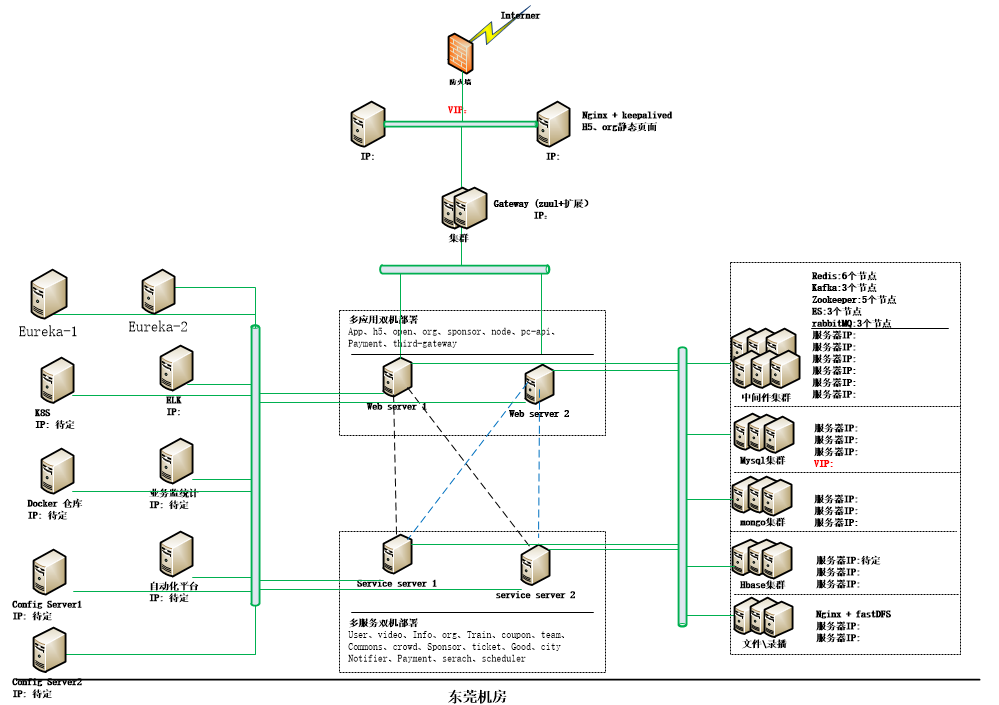 Interner
防火墙
VIP:
Nginx + keepalived
H5、org静态页面
IP:
IP:
Gateway (zuul+扩展)
IP:
集群
Eureka-1
Eureka-2
K8S
IP: 待定
ELK
IP:
Docker 仓库
IP: 待定
业务监统计
IP: 待定
自动化平台
IP: 待定
Config Server1
IP: 待定
Config Server2
IP: 待定
多应用双机部署
App、h5、open、org、sponsor、node、pc-api、
Payment、third-gateway
Web server 1
Web server 2
Service server 1
service server 2
多服务双机部署
User、video、Info、org、Train、coupon、team、
Commons、crowd、Sponsor、ticket、Good、city
Notifier、Payment、serach、scheduler
Redis:6个节点
Kafka:3个节点
Zookeeper:5个节点
ES:3个节点
rabbitMQ:3个节点
服务器IP:
服务器IP:
服务器IP:
服务器IP:
服务器IP:
服务器IP:
中间件集群
服务器IP:
服务器IP:
服务器IP:
VIP:
Mysql集群
服务器IP:
服务器IP:
服务器IP:
mongo集群
服务器IP:待定
服务器IP:
服务器IP:
Hbase集群
Nginx + fastDFS
服务器IP:
服务器IP:
文件\录播
东莞机房